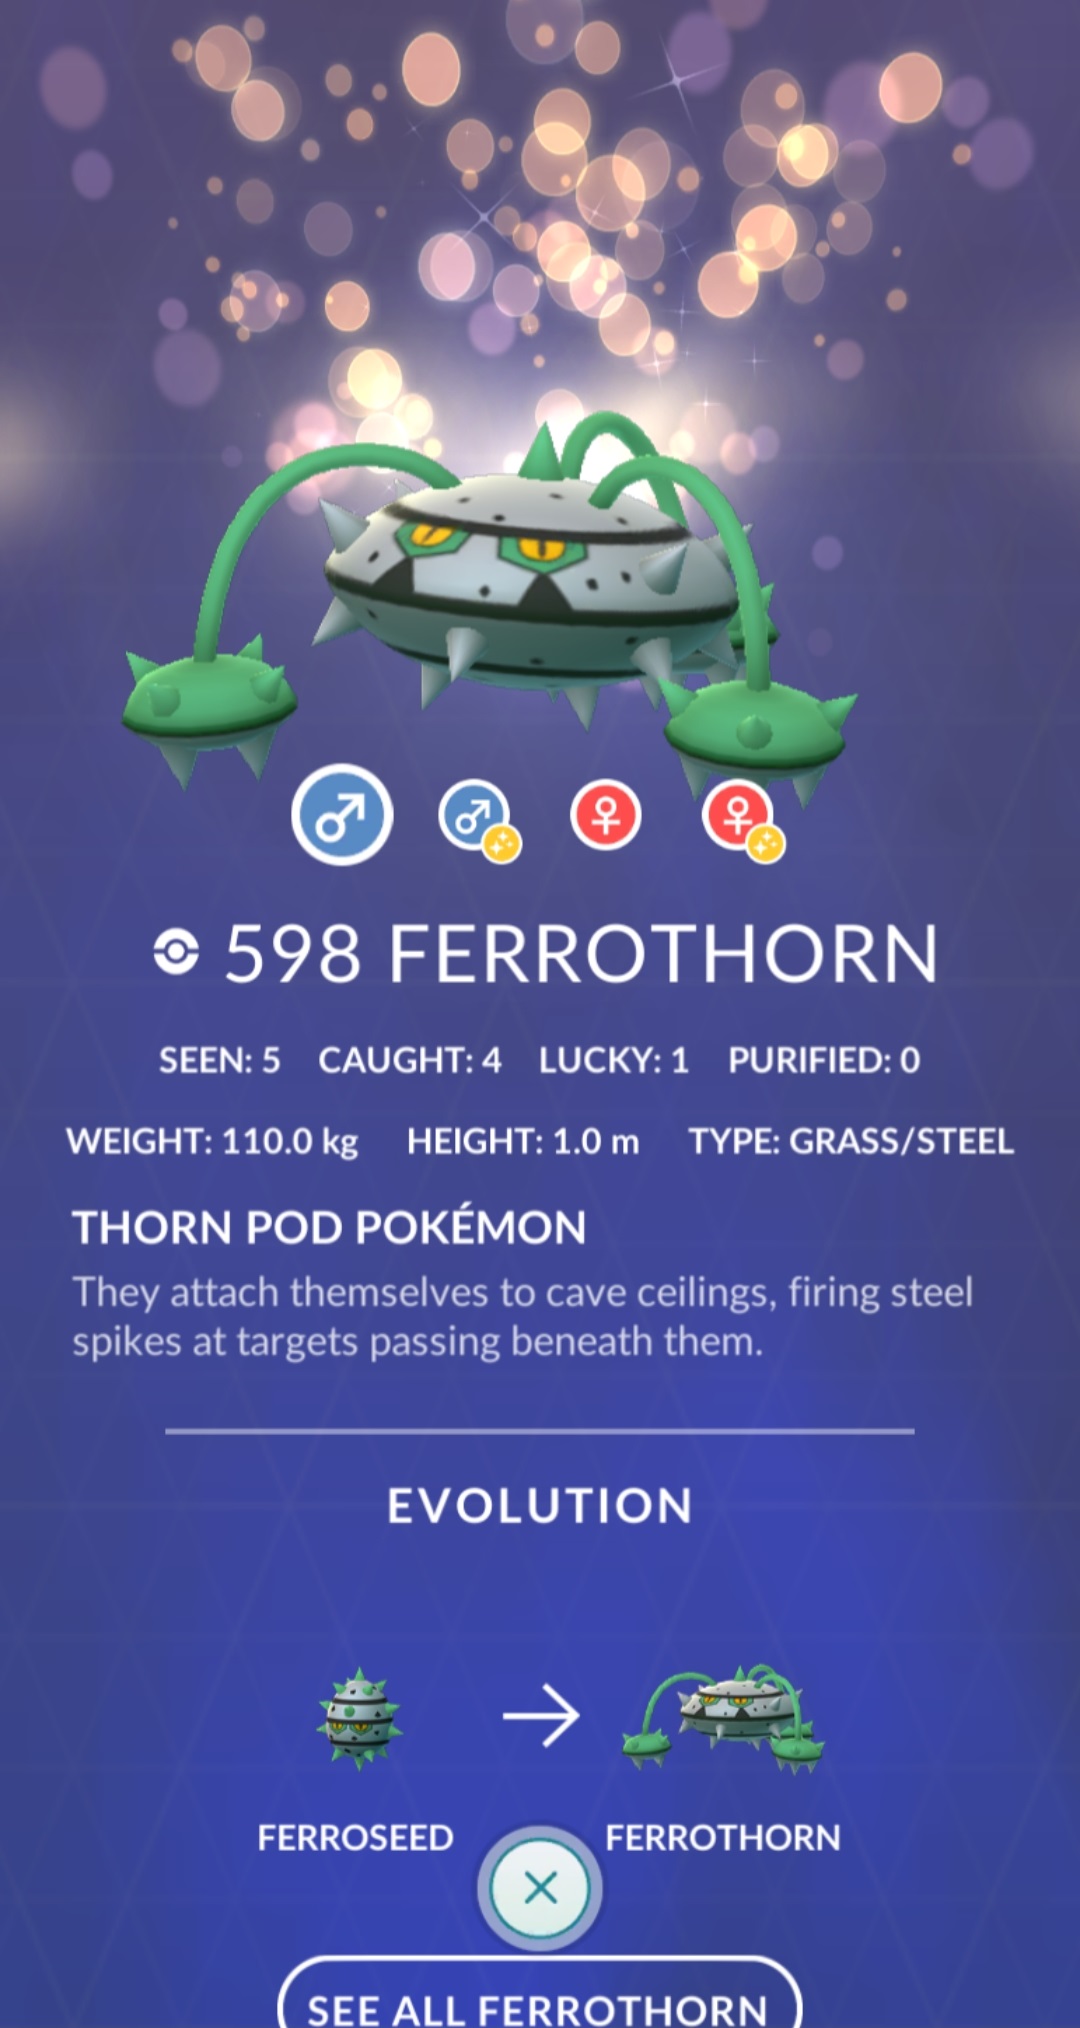 598 FERROTHORN
SEEN: 5 CAUGHT: 4 LUCKY: 1 PURIFIED: 0
WEIGHT: 110.0 kg HEIGHT: 1.0 m TYPE: GRASS/STEEL
THORN POD POKÉMON
They attach themselves to cave ceilings, firing steel
spikes at targets passing beneath them.
EVOLUTION
FERROSEED FERROTHORN
SEE ALL FERROTHORN